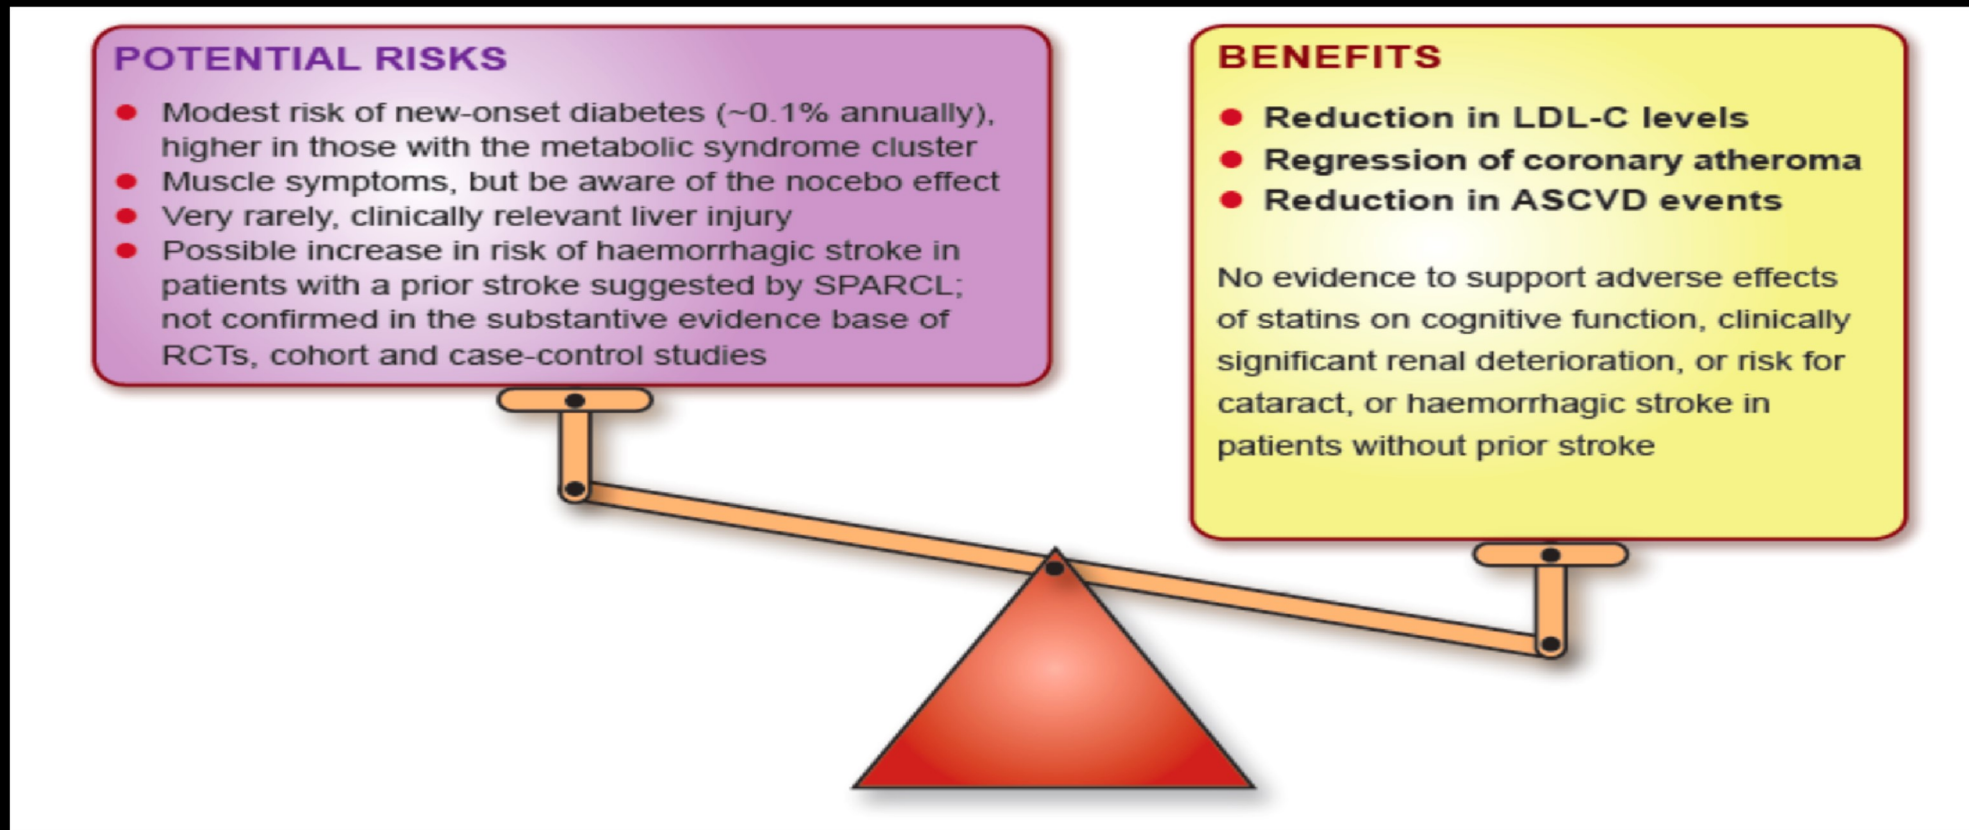 POTENTIAL RISKS
● Modest risk of new-onset diabetes (~0.1% annually),
higher in those with the metabolic syndrome cluster
● Muscle symptoms, but be aware of the nocebo effect
● Very rarely, clinically relevant liver injury
● Possible increase in risk of haemorrhagic stroke in
patients with a prior stroke suggested by SPARCL;
not confirmed in the substantive evidence base of
RCTs, cohort and case-control studies
BENEFITS
● Reduction in LDL-C levels
● Regression of coronary atheroma
● Reduction in ASCVD events
No evidence to support adverse effects
of statins on cognitive function, clinically
significant renal deterioration, or risk for
cataract, or haemorrhagic stroke in
patients without prior stroke